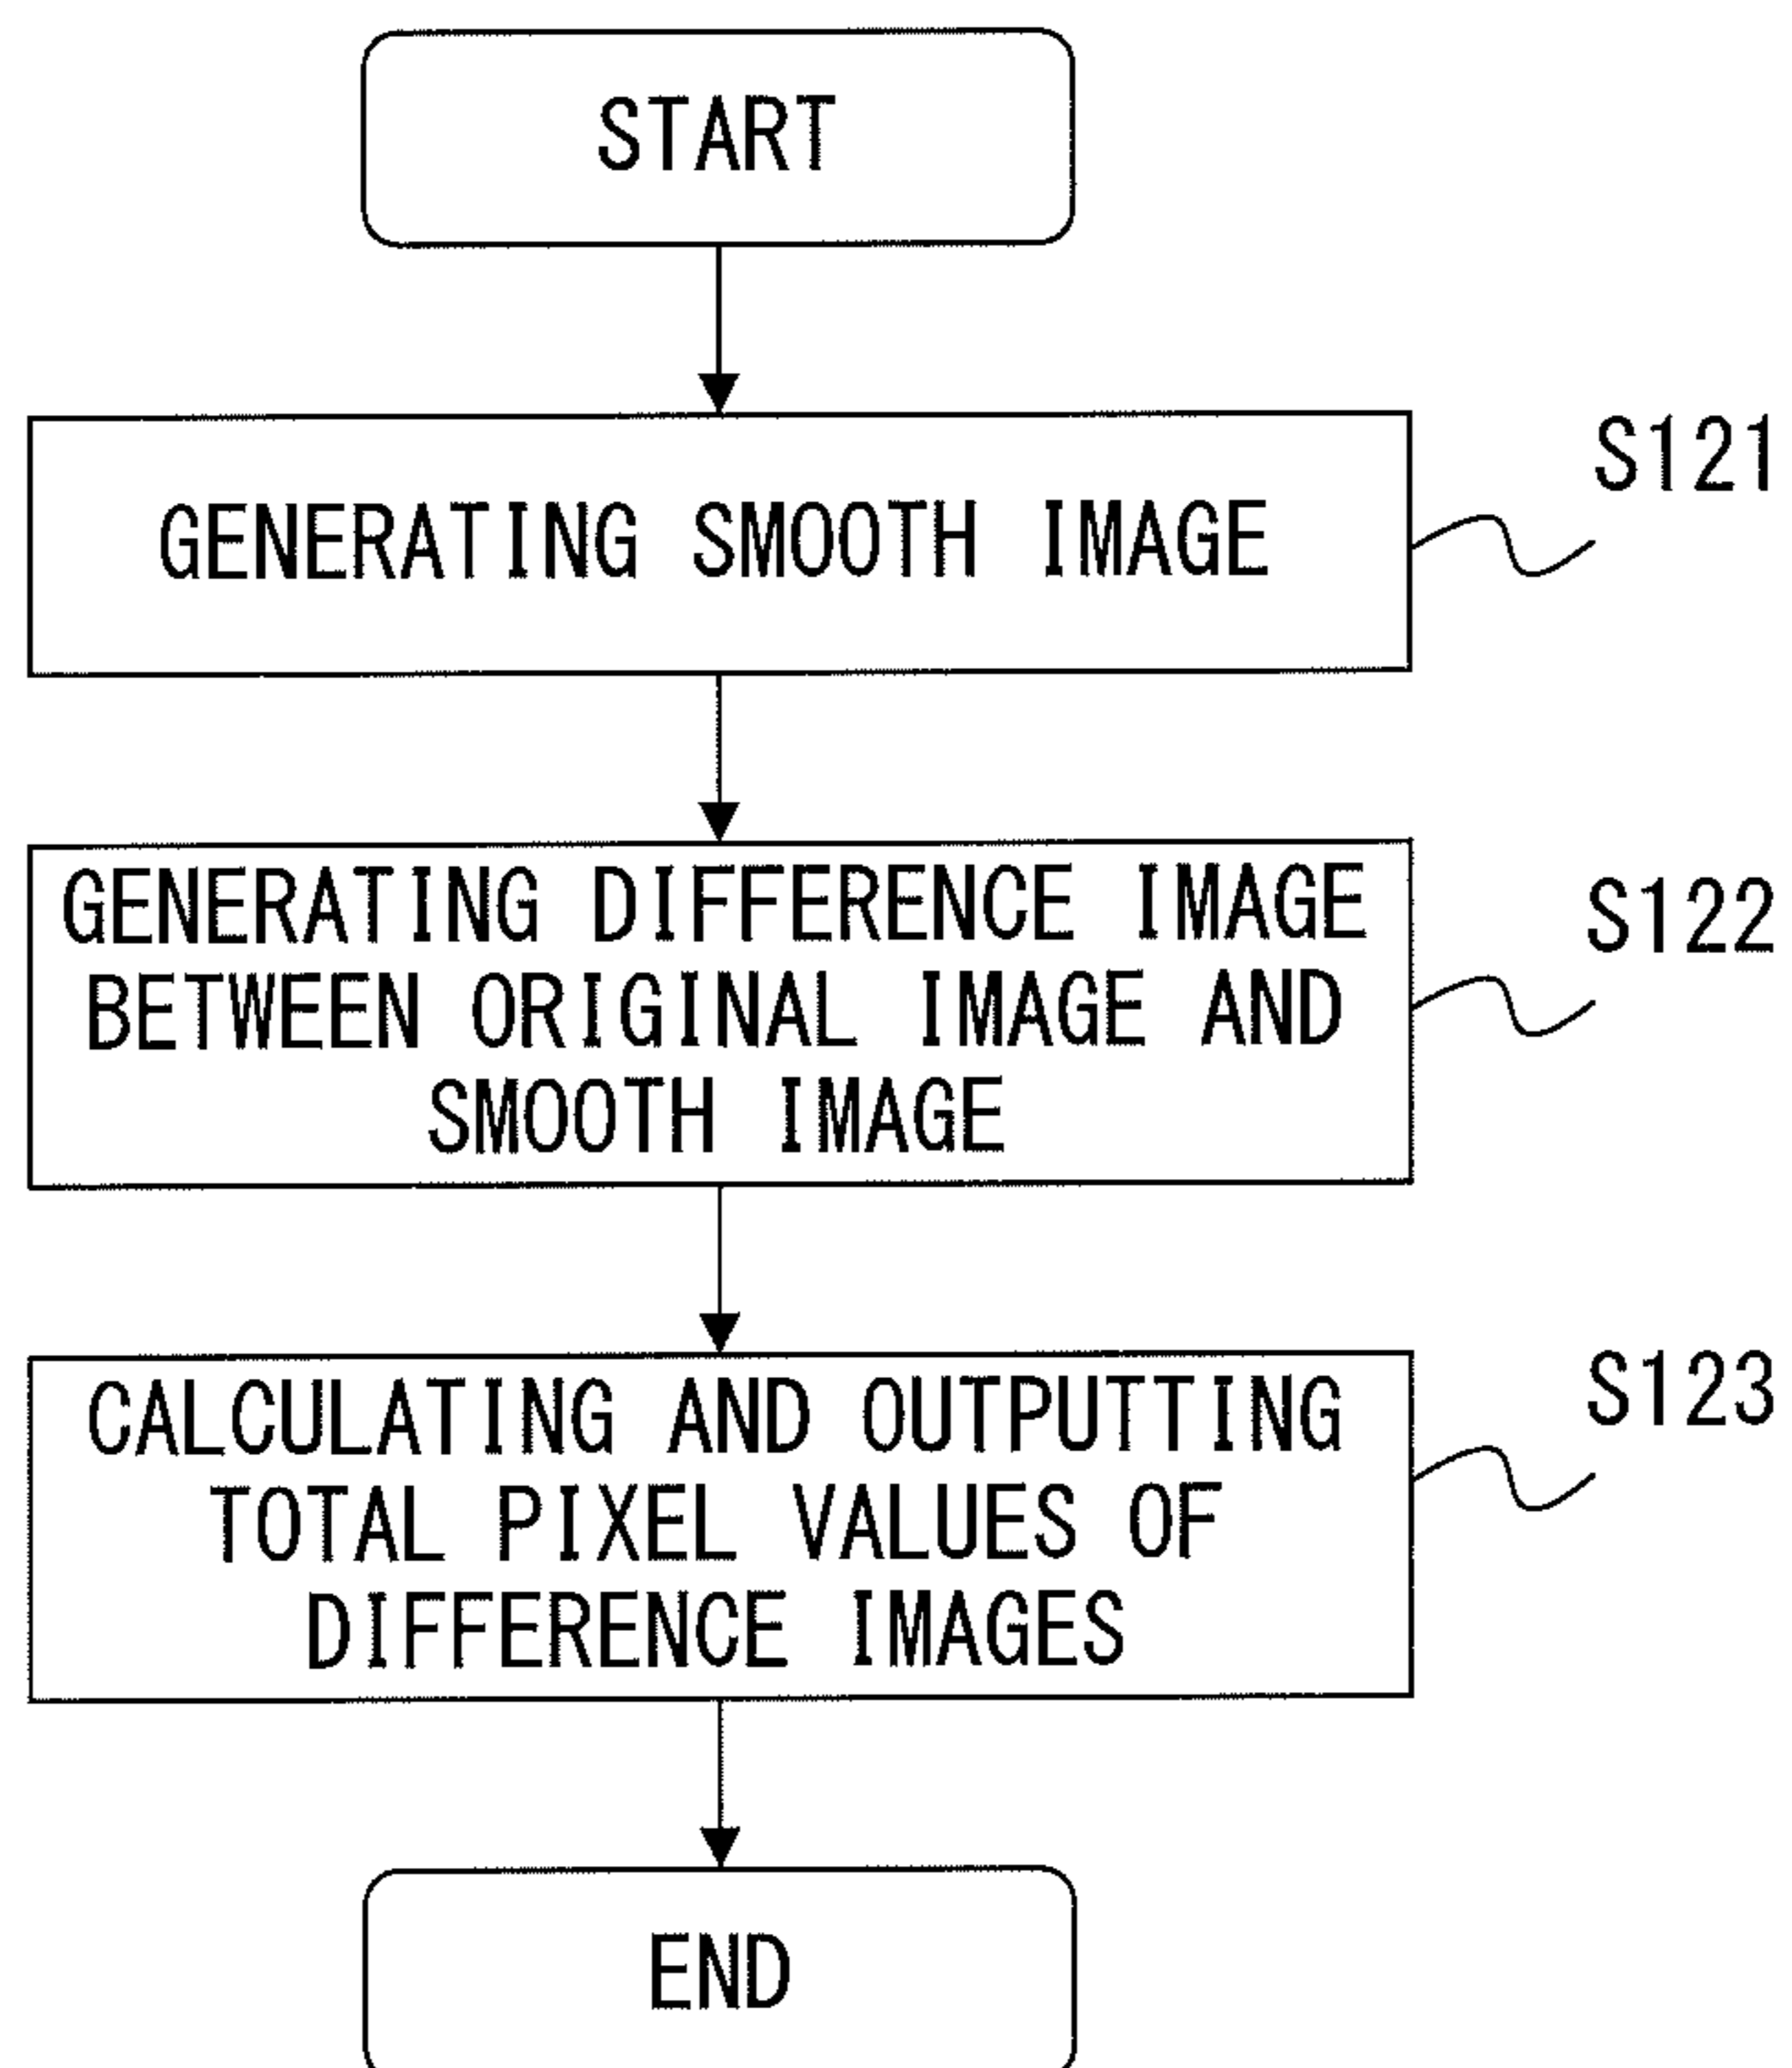 START
GENERATING SMOOTH IMAGE
S121
GENERATING DIFFERENCE IMAGE
BETWEEN ORIGINAL IMAGE AND
SMOOTH IMAGE
S122
CALCULATING AND OUTPUTTING
TOTAL PIXEL VALUES OF
DIFFERENCE IMAGES
S123
END